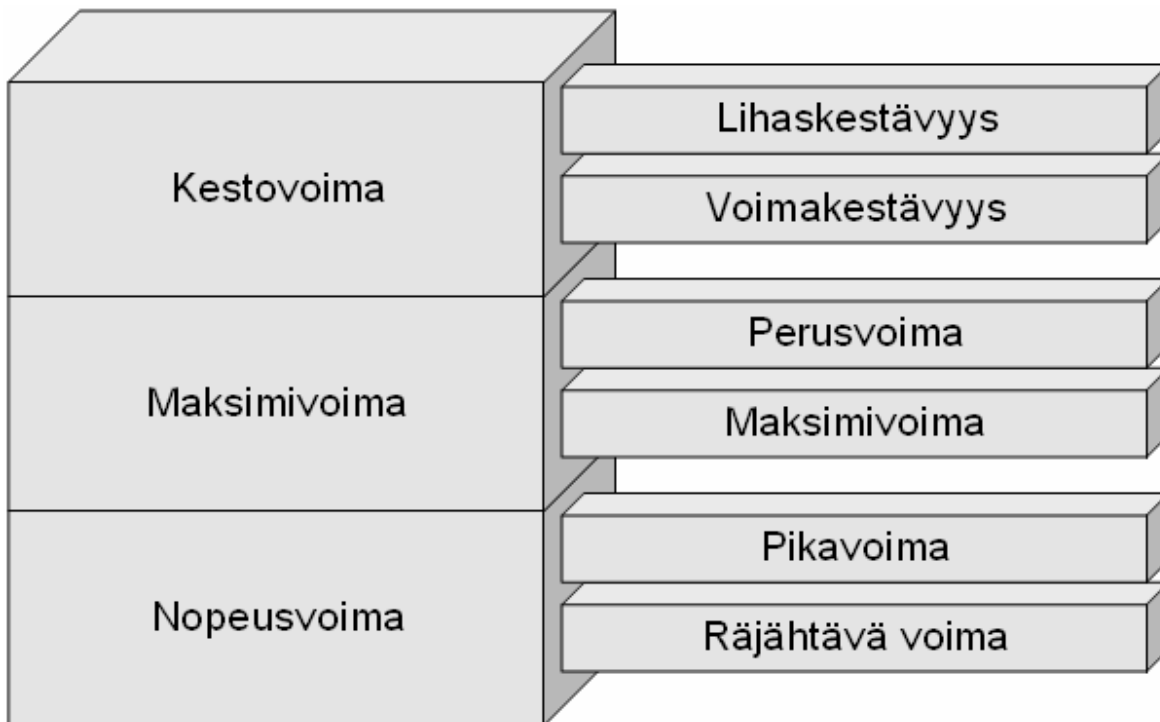 Kestovoima
Lihaskestävyys
Voimakestävyys
Maksimivoima
Perusvoima
Maksimivoima
Nopeusvoima
Pikavoima
Räjähtävä voima